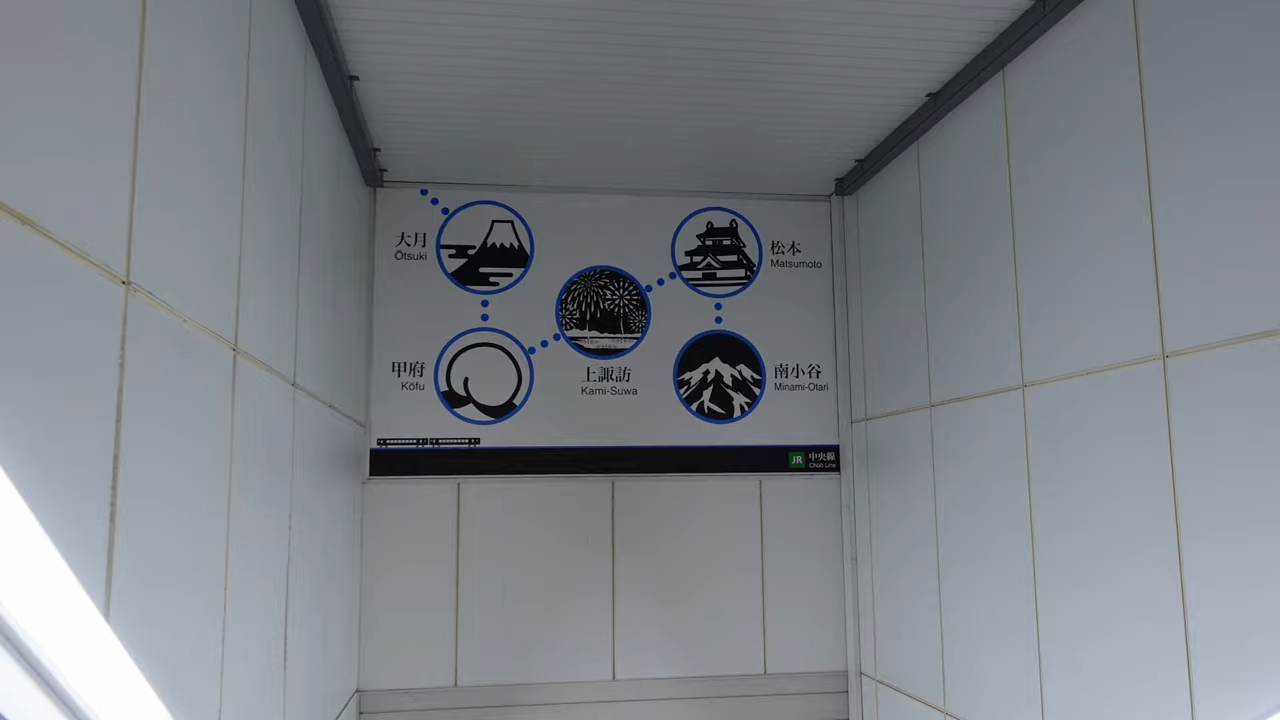 大月
Ōtsuki
松本
Matsumoto
甲府
Kōfu
上諏訪
Kami-Suwa
南小谷
Minami-Otari
JR 中央線
Chūō Line